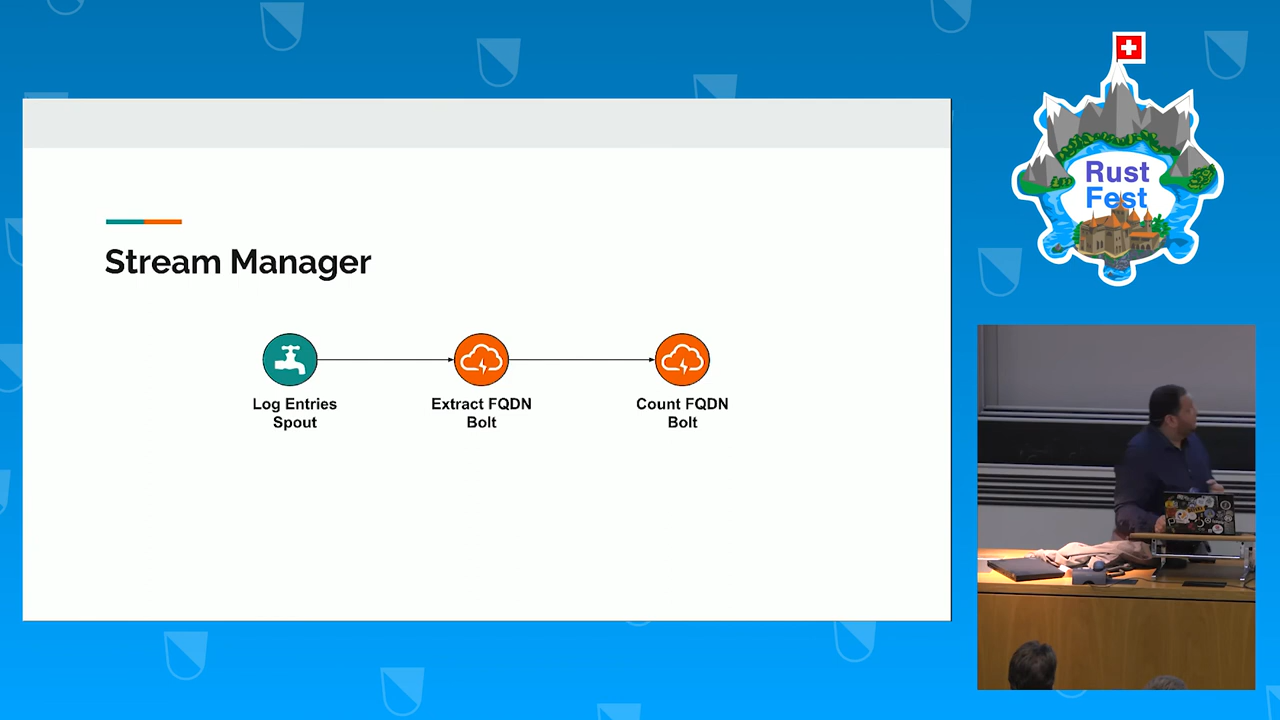 Rust
Fest
Stream Manager
Log Entries
Spout
Extract FQDN
Bolt
Count FQDN
Bolt